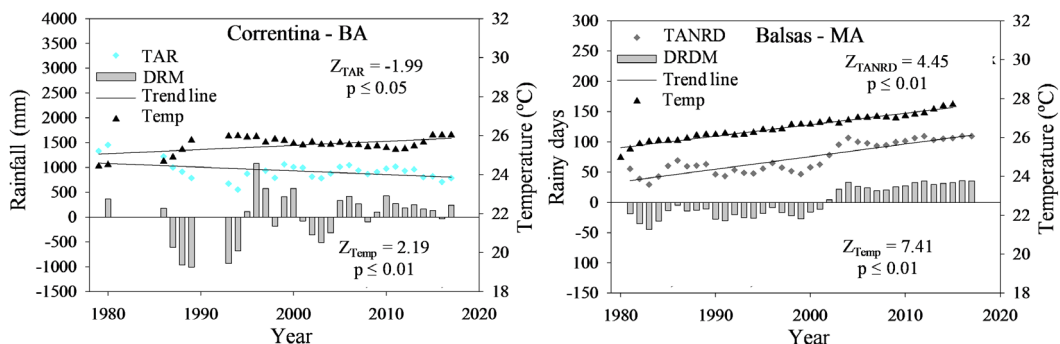 Correntina - BA
TAR
DRM
Trend line
Temp
Z_TAR = -1.99
p ≤ 0.05
Z_Temp = 2.19
p ≤ 0.01
Rainfall (mm)
4000
3500
3000
2500
2000
1500
1000
500
0
-500
-1000
-1500
32
30
28
26
24
22
20
18
Temperature (ºC)
1980
1990
2000
2010
2020
Year
Balsas - MA
TANRD
DRDM
Trend line
Temp
Z_TANRD = 4.45
p ≤ 0.01
x
Z_Temp = 7.41
p ≤ 0.01
Rainy days
300
250
200
150
100
50
0
-50
-100
-150
32
30
28
26
24
22
20
18
Temperature (ºC)
1980
1990
2000
2010
2020
Year